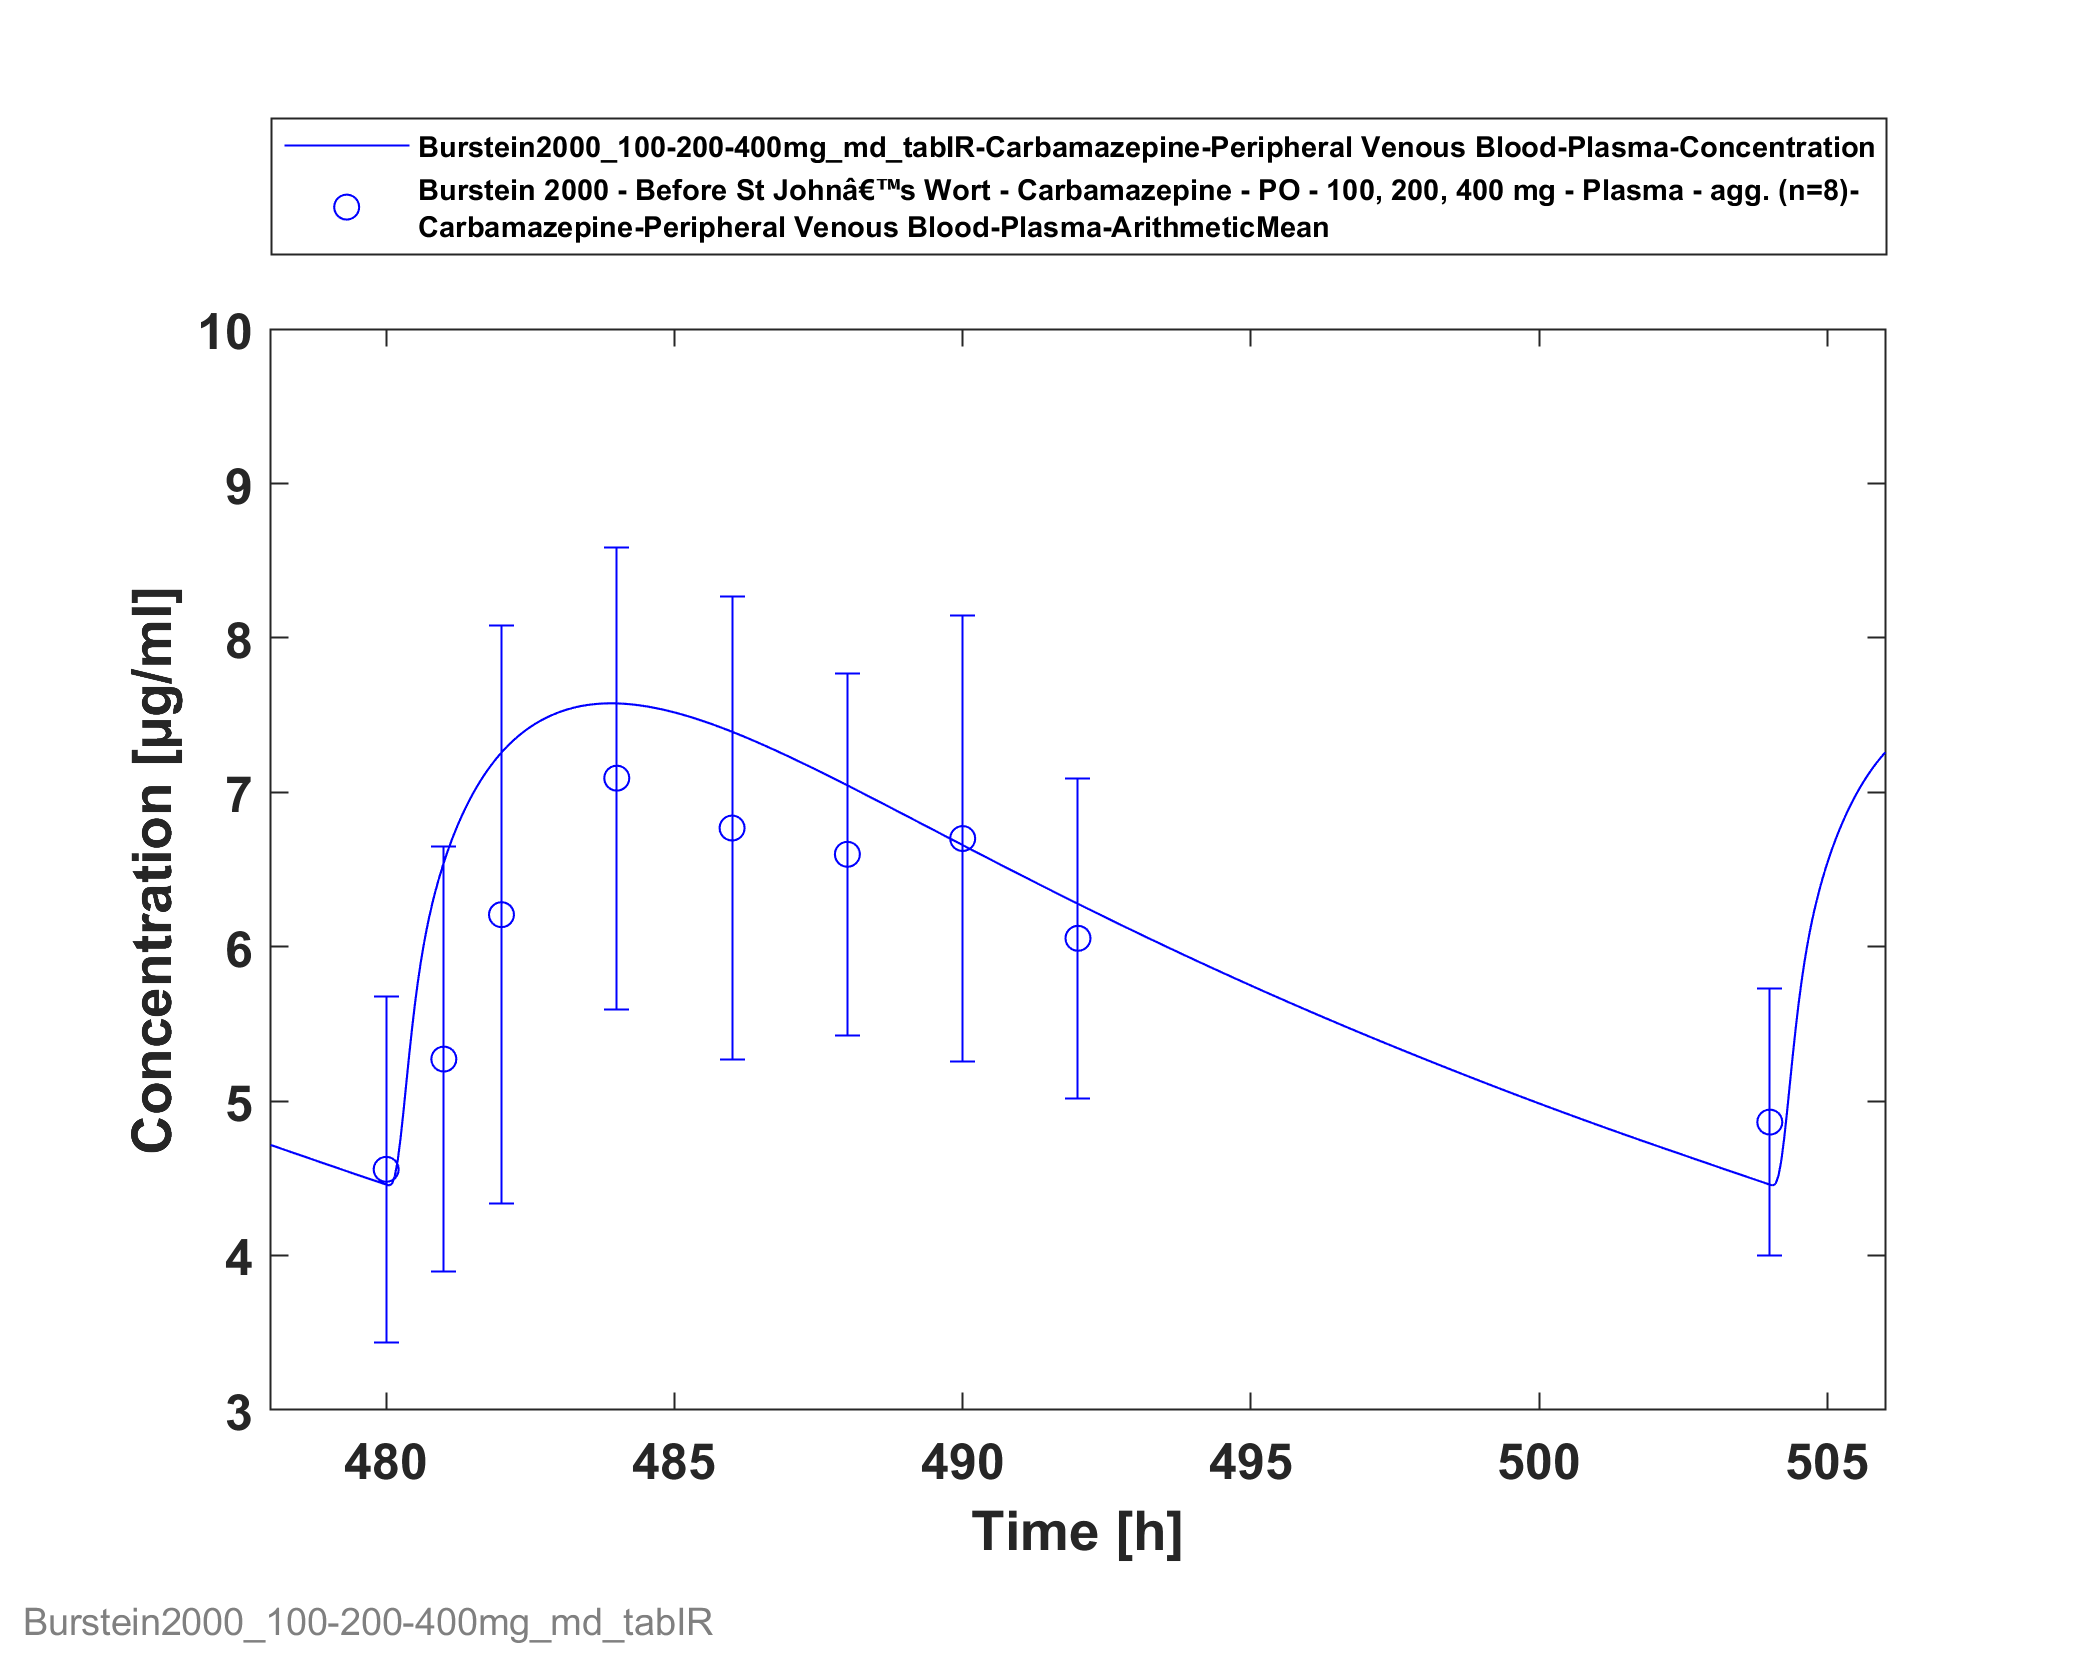 Burstein2000_100-200-400mg_md_tabIR-Carbamazepine-Peripheral Venous Blood-Plasma-Concentration
Burstein 2000 - Before St Johnâ€™s Wort - Carbamazepine - PO - 100, 200, 400 mg - Plasma - agg. (n=8)-
Carbamazepine-Peripheral Venous Blood-Plasma-ArithmeticMean
10
9
8
7
6
5
4
3
Concentration [µg/ml]
480 485 490 495 500 505
Time [h]
Burstein2000_100-200-400mg_md_tabIR